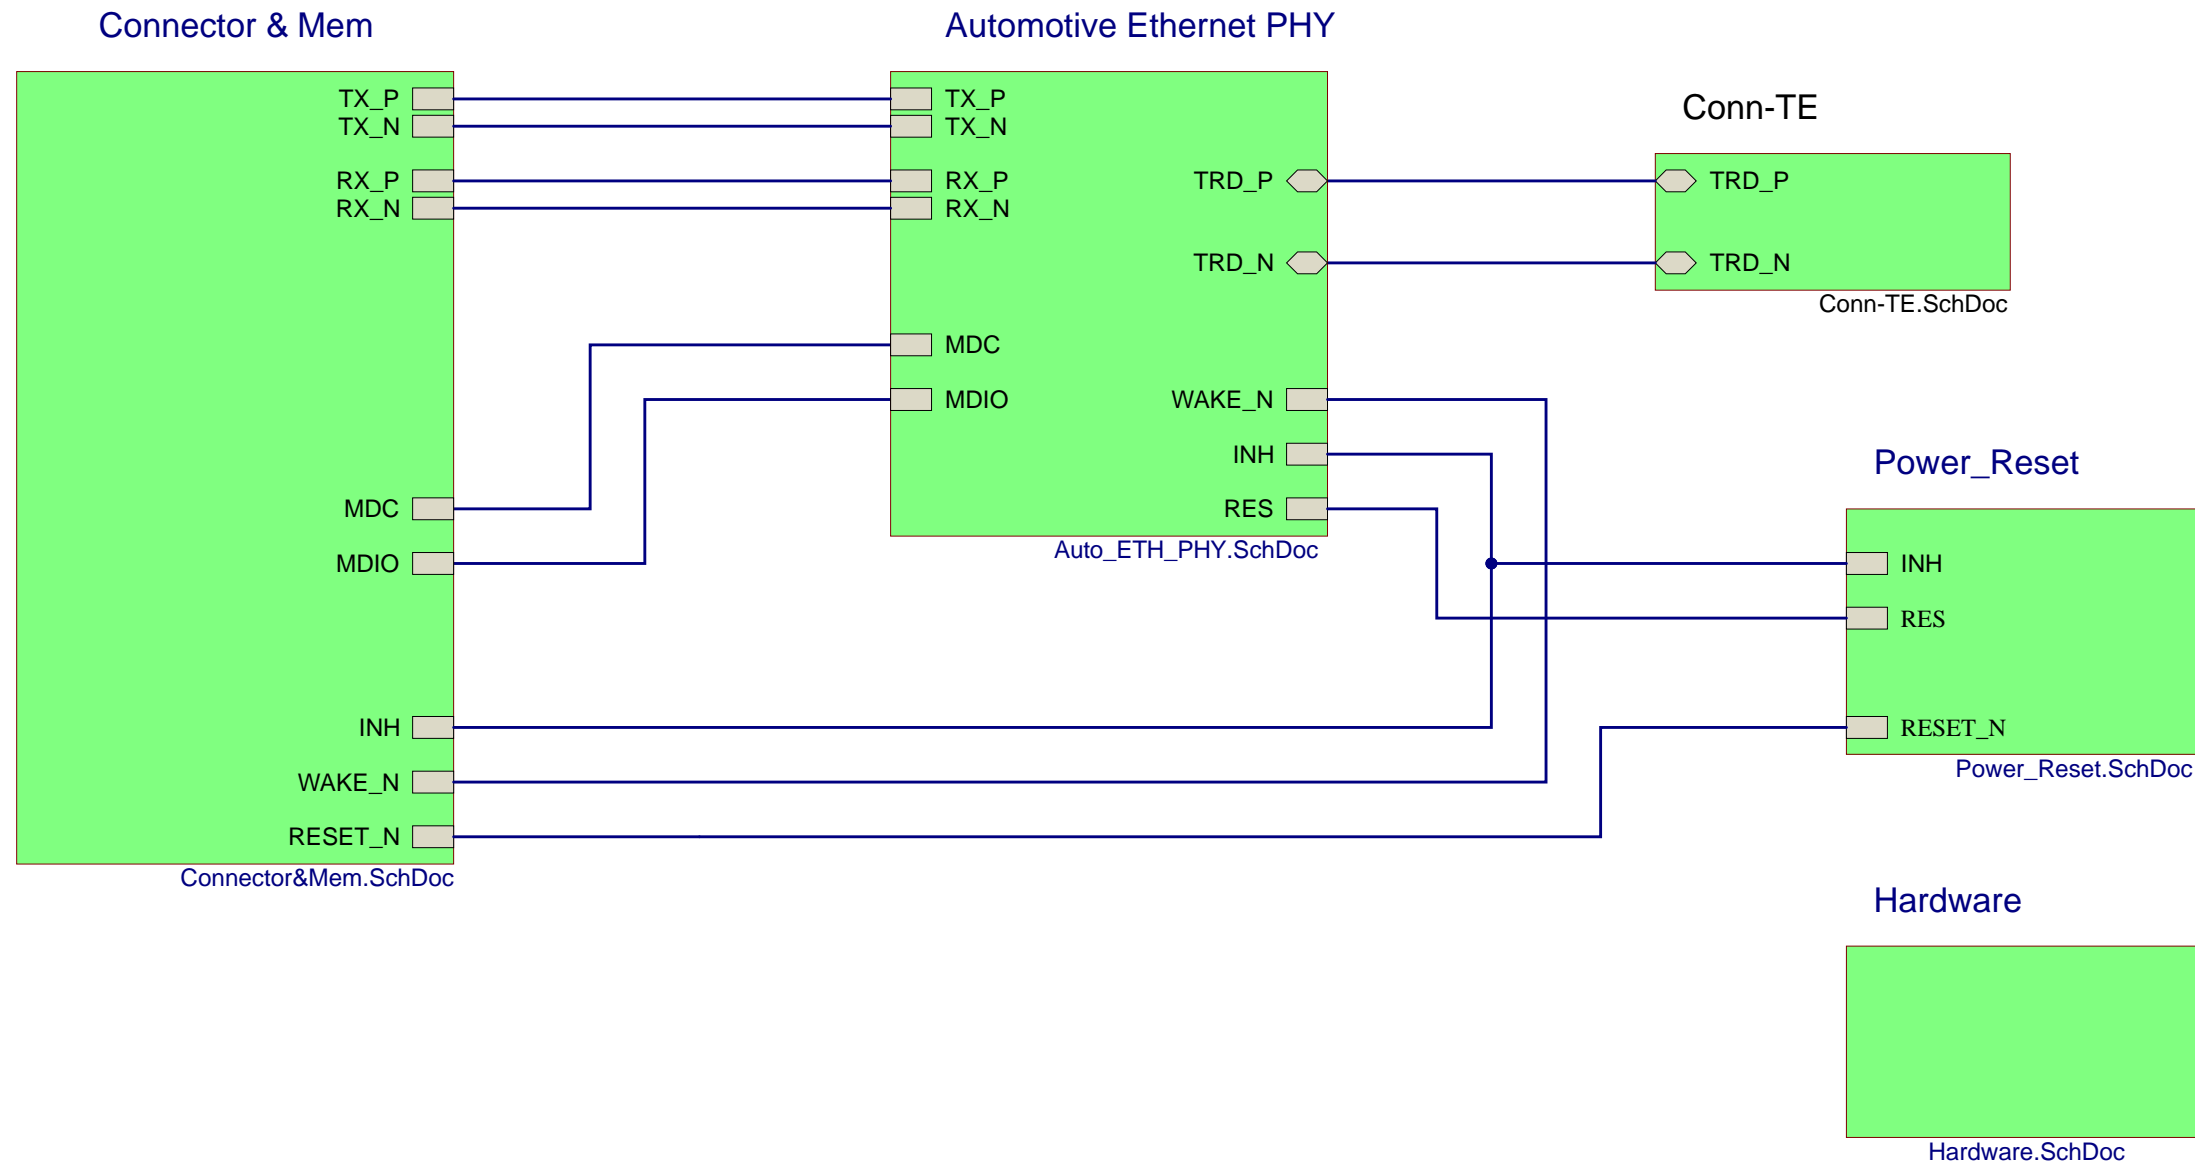 Connector & Mem
TX_P
TX_N
RX_P
RX_N
MDC
MDIO
INH
WAKE_N
RESET_N
Connector&Mem.SchDoc
Automotive Ethernet PHY
TX_P
TX_N
RX_P
RX_N
MDC
MDIO
TRD_P
TRD_N
WAKE_N
INH
RES
Auto_ETH_PHY.SchDoc
Conn-TE
TRD_P
TRD_N
Conn-TE.SchDoc
Power_Reset
INH
RES
RESET_N
Power_Reset.SchDoc
Hardware
Hardware.SchDoc